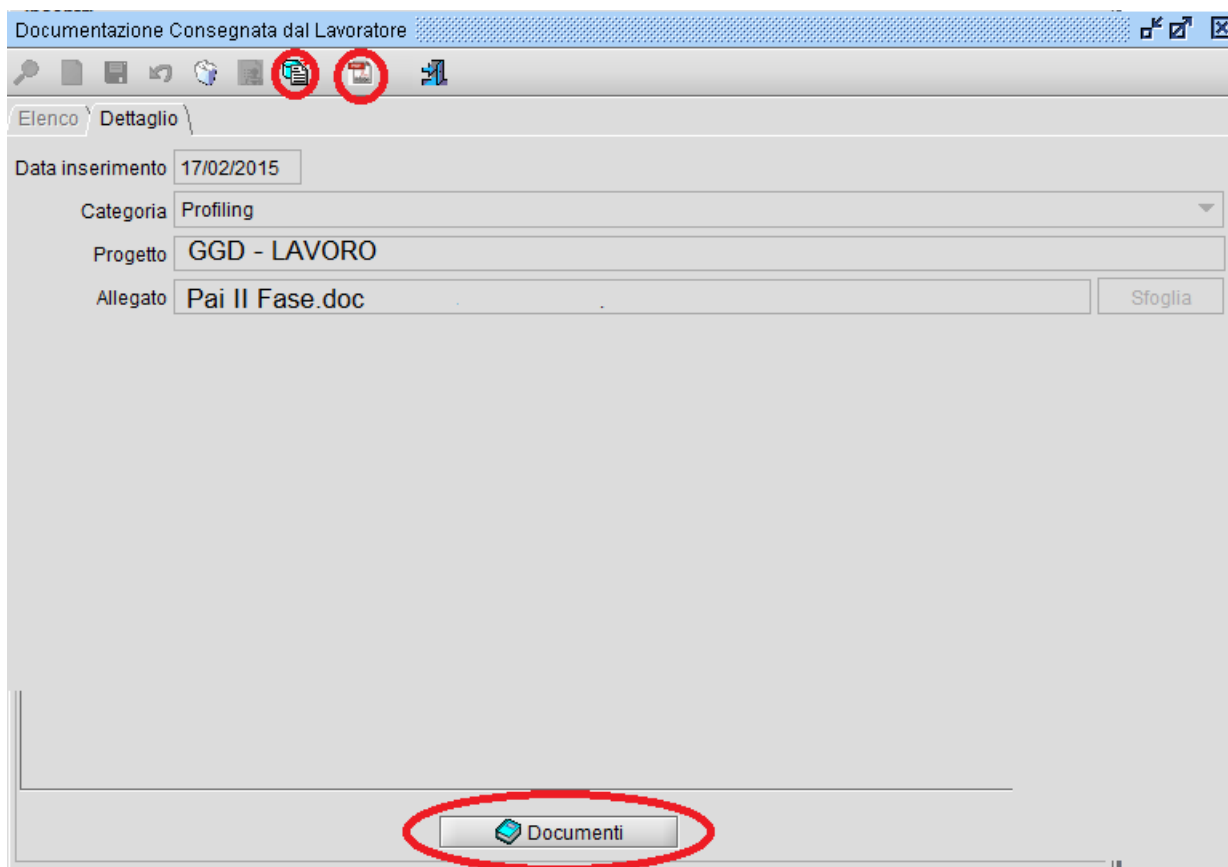 Documentazione Consegnata dal Lavoratore
Elenco Dettaglio
Data inserimento 17/02/2015
Categoria Profiling
Progetto GGD - LAVORO
Allegato Pai II Fase.doc Sfoglia
Documenti